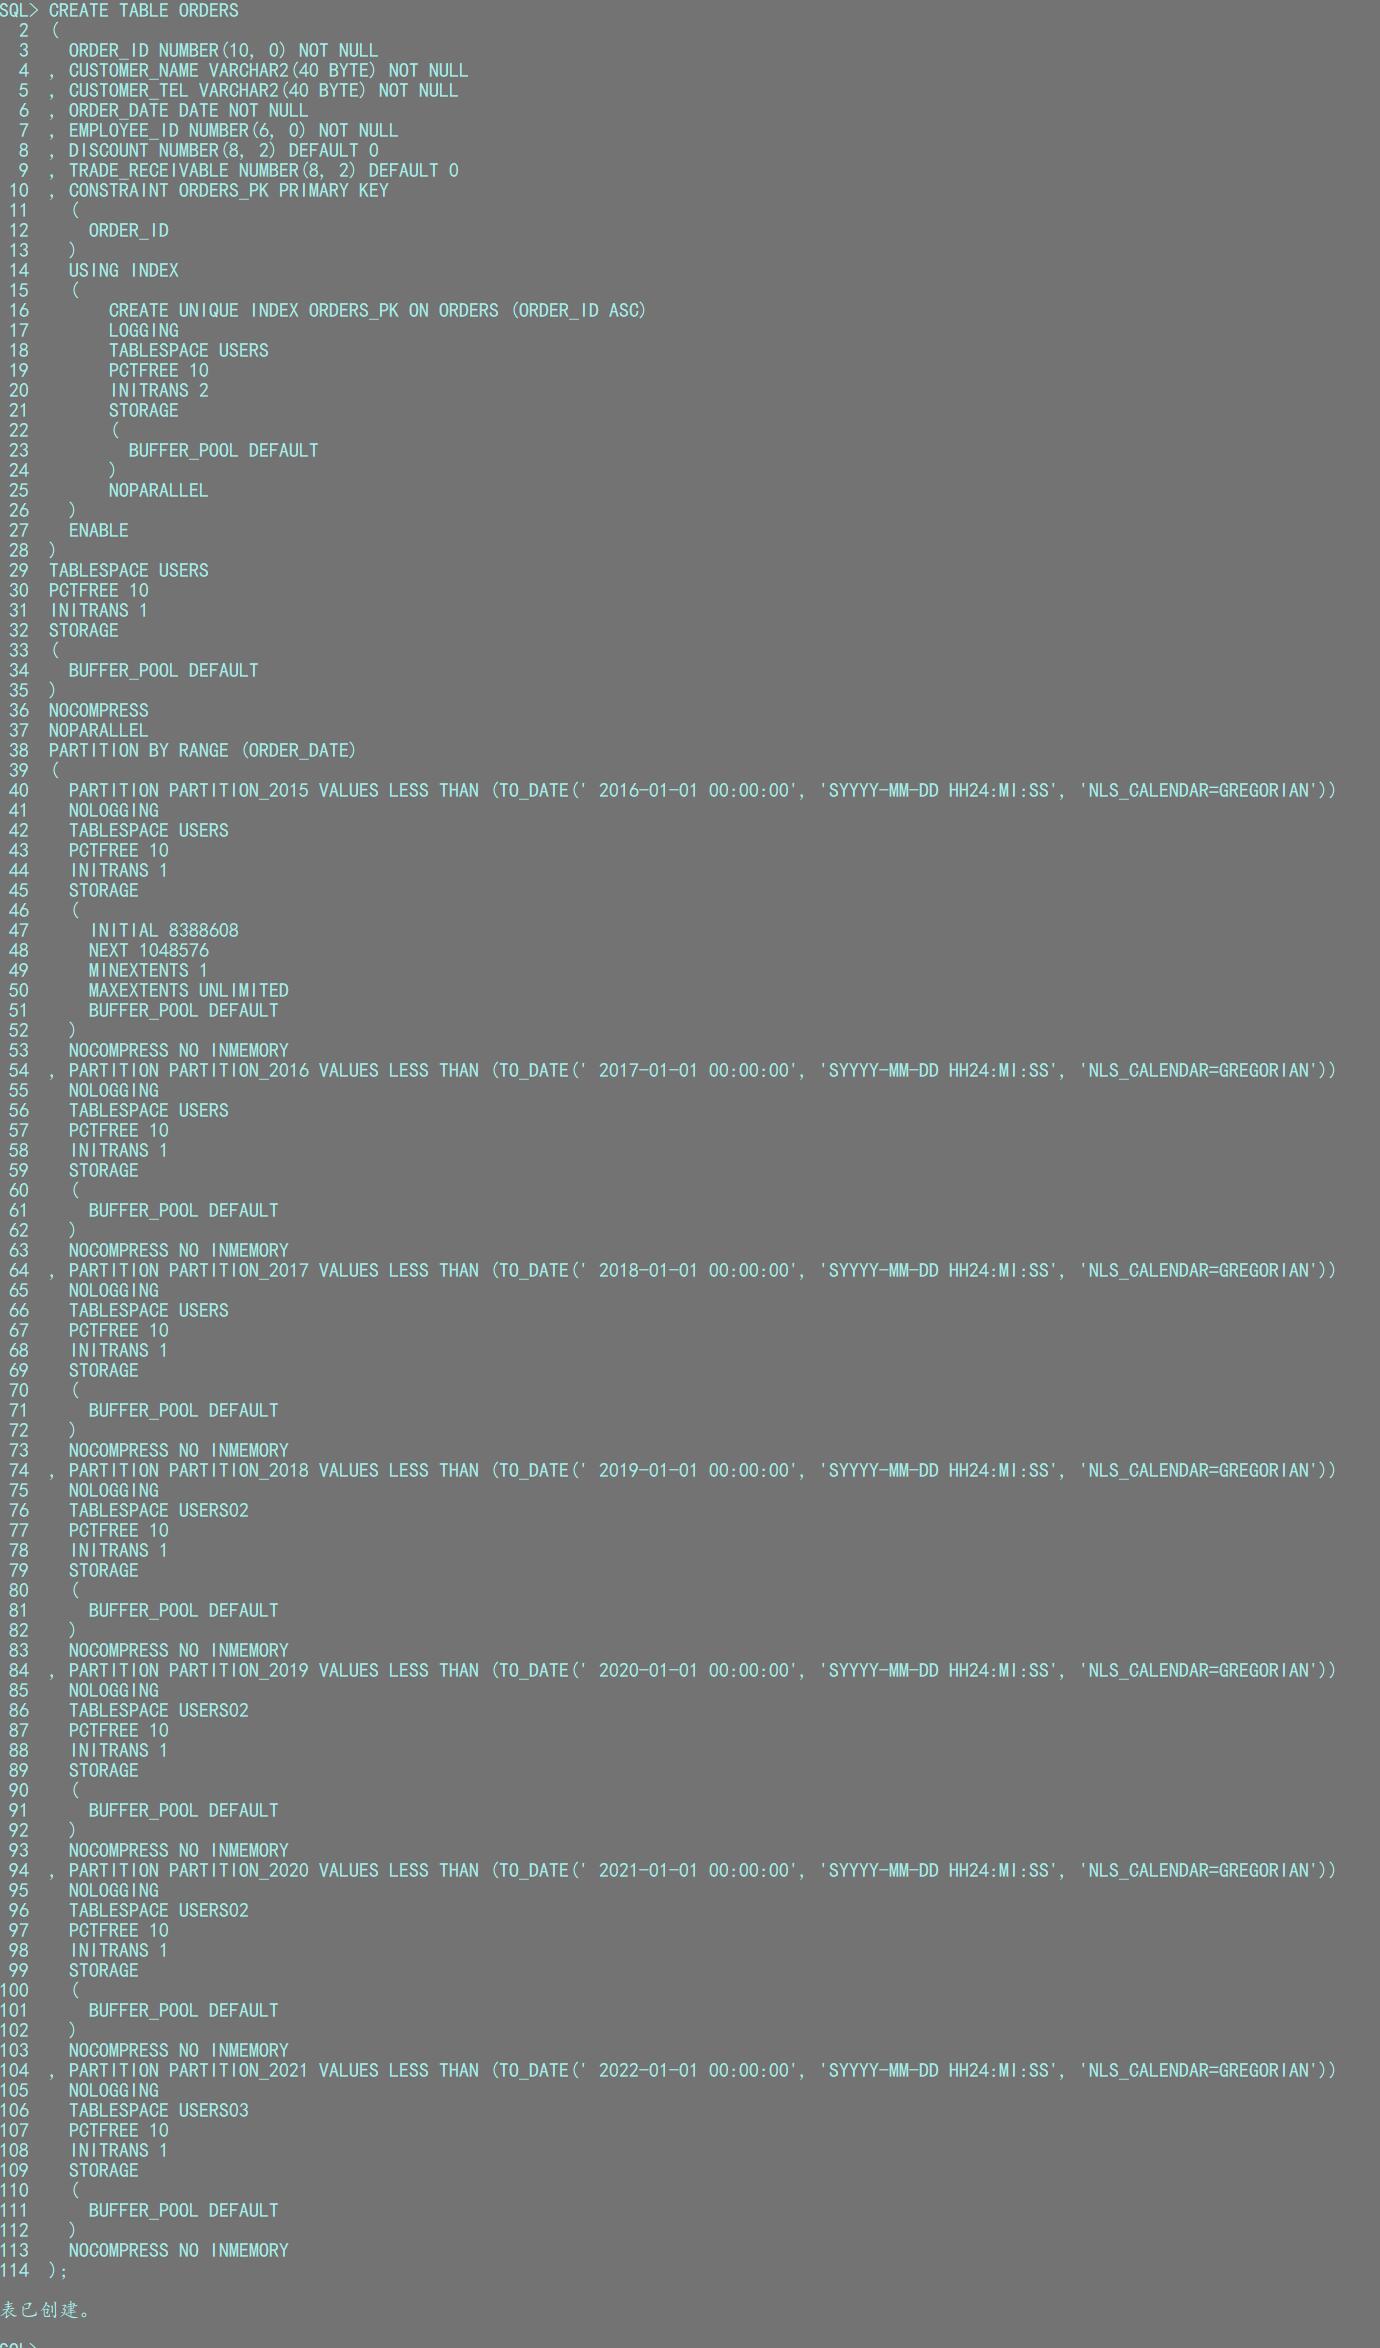 SQL> CREATE TABLE ORDERS
  2  (
  3    ORDER_ID NUMBER(10, 0) NOT NULL
  4  , CUSTOMER_NAME VARCHAR2(40 BYTE) NOT NULL
  5  , CUSTOMER_TEL VARCHAR2(40 BYTE) NOT NULL
  6  , ORDER_DATE DATE NOT NULL
  7  , EMPLOYEE_ID NUMBER(6, 0) NOT NULL
  8  , DISCOUNT NUMBER(8, 2) DEFAULT 0
  9  , TRADE_RECEIVABLE NUMBER(8, 2) DEFAULT 0
 10  , CONSTRAINT ORDERS_PK PRIMARY KEY
 11    (
 12      ORDER_ID
 13    )
 14    USING INDEX
 15    (
 16        CREATE UNIQUE INDEX ORDERS_PK ON ORDERS (ORDER_ID ASC)
 17        LOGGING
 18        TABLESPACE USERS
 19        PCTFREE 10
 20        INITRANS 2
 21        STORAGE
 22        (
 23          BUFFER_POOL DEFAULT
 24        )
 25        NOPARALLEL
 26    )
 27    ENABLE
 28  )
 29  TABLESPACE USERS
 30  PCTFREE 10
 31  INITRANS 1
 32  STORAGE
 33  (
 34    BUFFER_POOL DEFAULT
 35  )
 36  NOCOMPRESS
 37  NOPARALLEL
 38  PARTITION BY RANGE (ORDER_DATE)
 39  (
 40    PARTITION PARTITION_2015 VALUES LESS THAN (TO_DATE(' 2016-01-01 00:00:00', 'SYYYY-MM-DD HH24:MI:SS', 'NLS_CALENDAR=GREGORIAN'))
 41    NOLOGGING
 42    TABLESPACE USERS
 43    PCTFREE 10
 44    INITRANS 1
 45    STORAGE
 46    (
 47      INITIAL 8388608
 48      NEXT 1048576
 49      MINEXTENTS 1
 50      MAXEXTENTS UNLIMITED
 51      BUFFER_POOL DEFAULT
 52    )
 53    NOCOMPRESS NO INMEMORY
 54  , PARTITION PARTITION_2016 VALUES LESS THAN (TO_DATE(' 2017-01-01 00:00:00', 'SYYYY-MM-DD HH24:MI:SS', 'NLS_CALENDAR=GREGORIAN'))
 55    NOLOGGING
 56    TABLESPACE USERS
 57    PCTFREE 10
 58    INITRANS 1
 59    STORAGE
 60    (
 61      BUFFER_POOL DEFAULT
 62    )
 63    NOCOMPRESS NO INMEMORY
 64  , PARTITION PARTITION_2017 VALUES LESS THAN (TO_DATE(' 2018-01-01 00:00:00', 'SYYYY-MM-DD HH24:MI:SS', 'NLS_CALENDAR=GREGORIAN'))
 65    NOLOGGING
 66    TABLESPACE USERS
 67    PCTFREE 10
 68    INITRANS 1
 69    STORAGE
 70    (
 71      BUFFER_POOL DEFAULT
 72    )
 73    NOCOMPRESS NO INMEMORY
 74  , PARTITION PARTITION_2018 VALUES LESS THAN (TO_DATE(' 2019-01-01 00:00:00', 'SYYYY-MM-DD HH24:MI:SS', 'NLS_CALENDAR=GREGORIAN'))
 75    NOLOGGING
 76    TABLESPACE USERS02
 77    PCTFREE 10
 78    INITRANS 1
 79    STORAGE
 80    (
 81      BUFFER_POOL DEFAULT
 82    )
 83    NOCOMPRESS NO INMEMORY
 84  , PARTITION PARTITION_2019 VALUES LESS THAN (TO_DATE(' 2020-01-01 00:00:00', 'SYYYY-MM-DD HH24:MI:SS', 'NLS_CALENDAR=GREGORIAN'))
 85    NOLOGGING
 86    TABLESPACE USERS02
 87    PCTFREE 10
 88    INITRANS 1
 89    STORAGE
 90    (
 91      BUFFER_POOL DEFAULT
 92    )
 93    NOCOMPRESS NO INMEMORY
 94  , PARTITION PARTITION_2020 VALUES LESS THAN (TO_DATE(' 2021-01-01 00:00:00', 'SYYYY-MM-DD HH24:MI:SS', 'NLS_CALENDAR=GREGORIAN'))
 95    NOLOGGING
 96    TABLESPACE USERS02
 97    PCTFREE 10
 98    INITRANS 1
 99    STORAGE
100    (
101      BUFFER_POOL DEFAULT
102    )
103    NOCOMPRESS NO INMEMORY
104  , PARTITION PARTITION_2021 VALUES LESS THAN (TO_DATE(' 2022-01-01 00:00:00', 'SYYYY-MM-DD HH24:MI:SS', 'NLS_CALENDAR=GREGORIAN'))
105    NOLOGGING
106    TABLESPACE USERS03
107    PCTFREE 10
108    INITRANS 1
109    STORAGE
110    (
111      BUFFER_POOL DEFAULT
112    )
113    NOCOMPRESS NO INMEMORY
114  );
表已创建。
SQL>